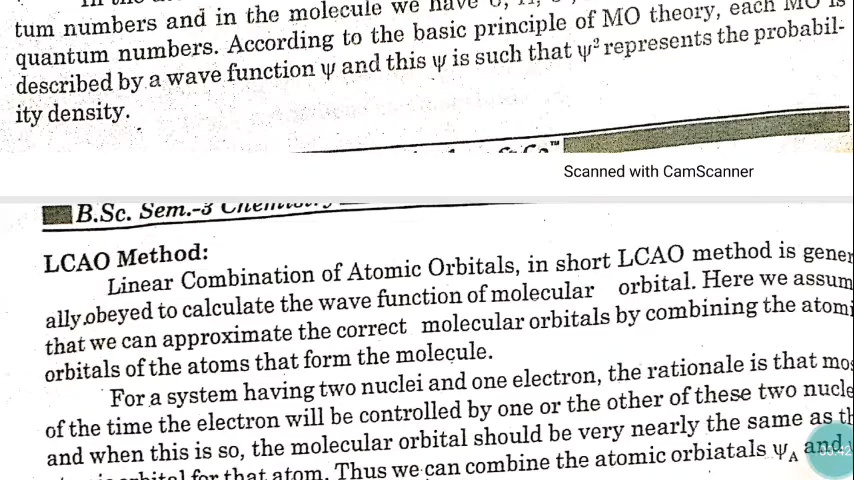 tum numbers and in the molecule we have
quantum numbers. According to the basic principle of MO theory, each MO is
described by a wave function ψ and this ψ is such that ψ² represents the probabil-
ity density.
Scanned with CamScanner
B.Sc. Sem.-3 Chemistry
LCAO Method:
Linear Combination of Atomic Orbitals, in short LCAO method is gener
ally obeyed to calculate the wave function of molecular orbital. Here we assum
that we can approximate the correct molecular orbitals by combining the atomi
orbitals of the atoms that form the molecule.
For a system having two nuclei and one electron, the rationale is that mos
of the time the electron will be controlled by one or the other of these two nucle
and when this is so, the molecular orbital should be very nearly the same as th
orbital for that atom. Thus we can combine the atomic orbiatals ψA and